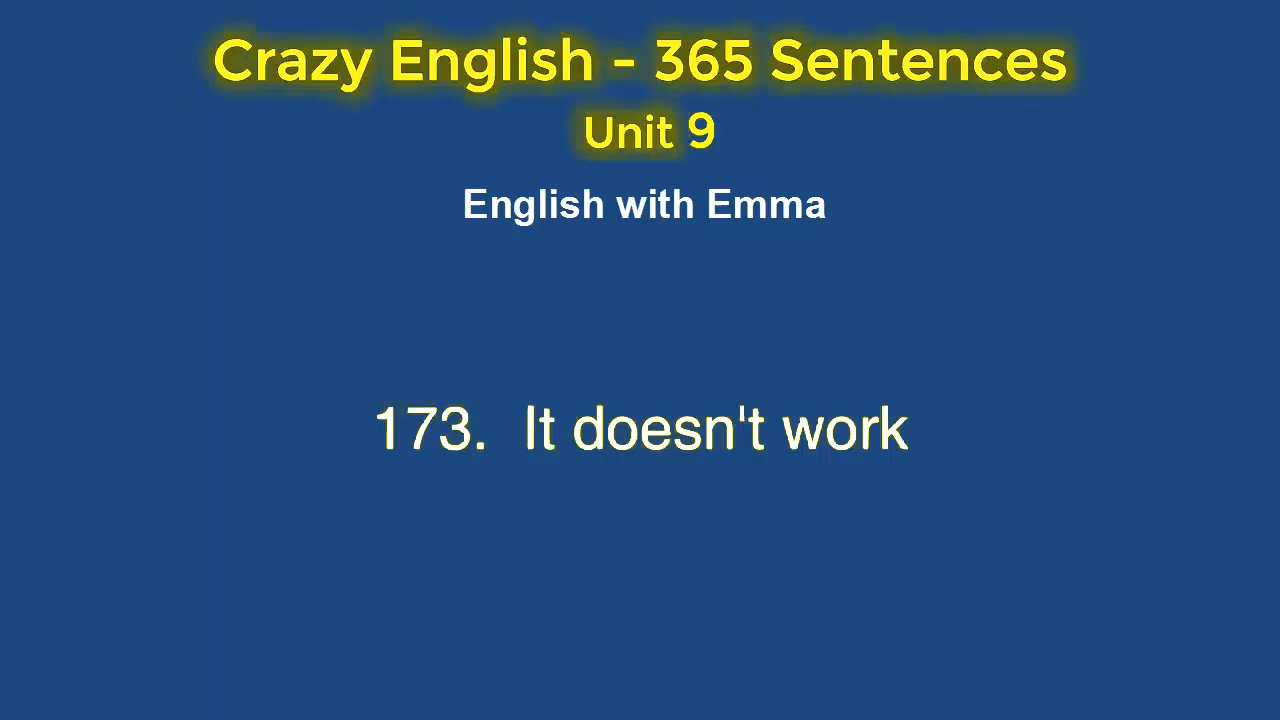 Crazy English - 365 Sentences
Unit 9
English with Emma
173. It doesn't work